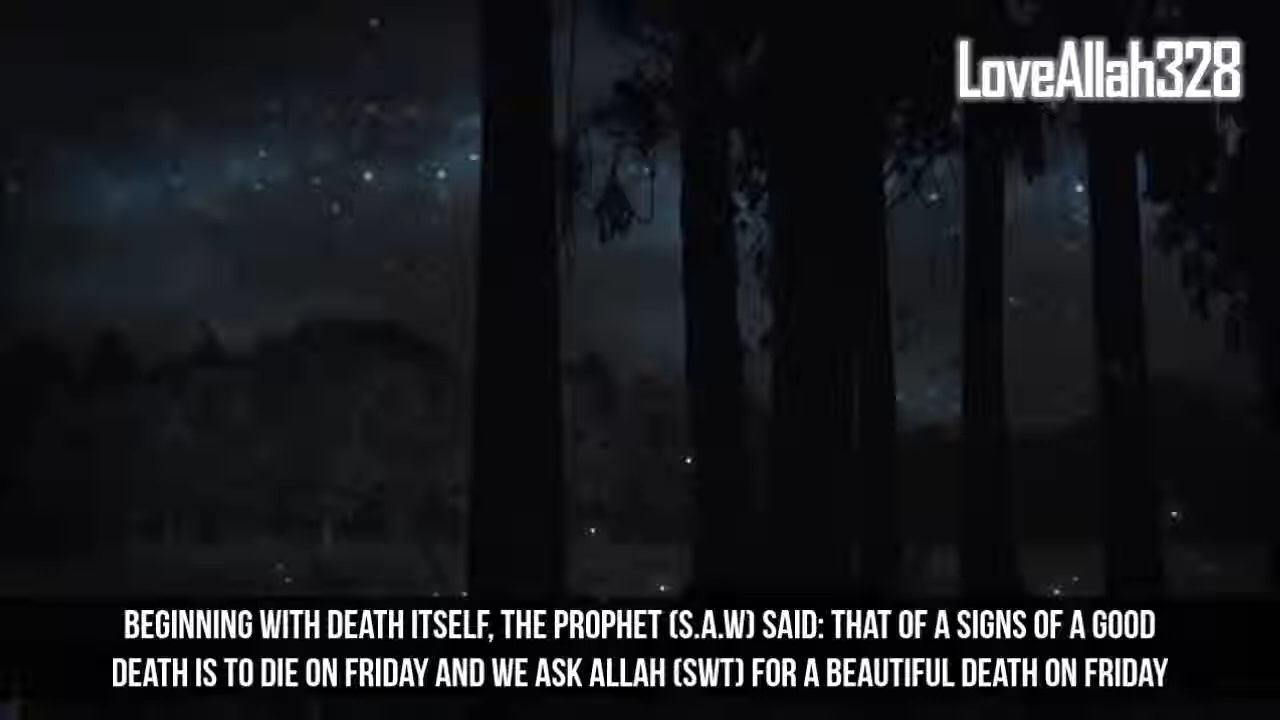 LoveAllah328
BEGINNING WITH DEATH ITSELF, THE PROPHET (S.A.W) SAID: THAT OF A SIGNS OF A GOOD
DEATH IS TO DIE ON FRIDAY AND WE ASK ALLAH (SWT) FOR A BEAUTIFUL DEATH ON FRIDAY